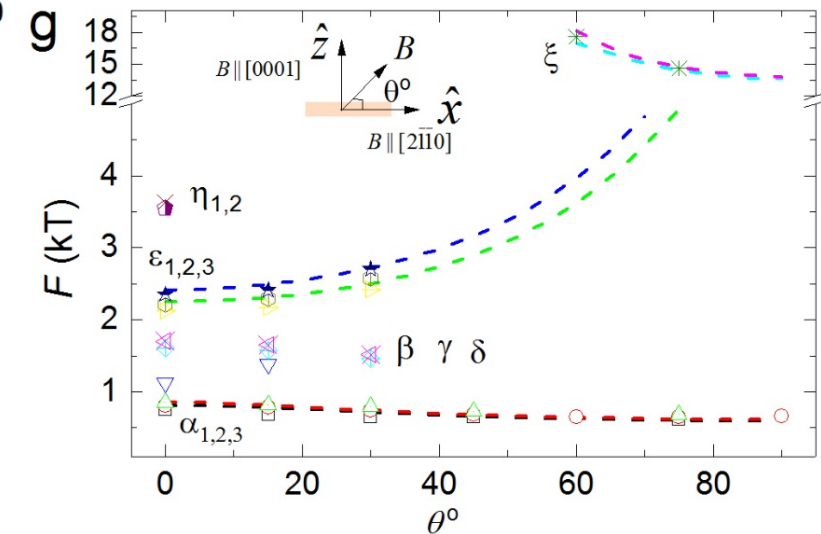 g
18
15
12
4
3
2
1
F (kT)
ẑ
B
B || [0001]
θ°
x̂
B || [21̄1̄0]
ξ
η1,2
ε1,2,3
β γ δ
α1,2,3
0 20 40 60 80
θ°